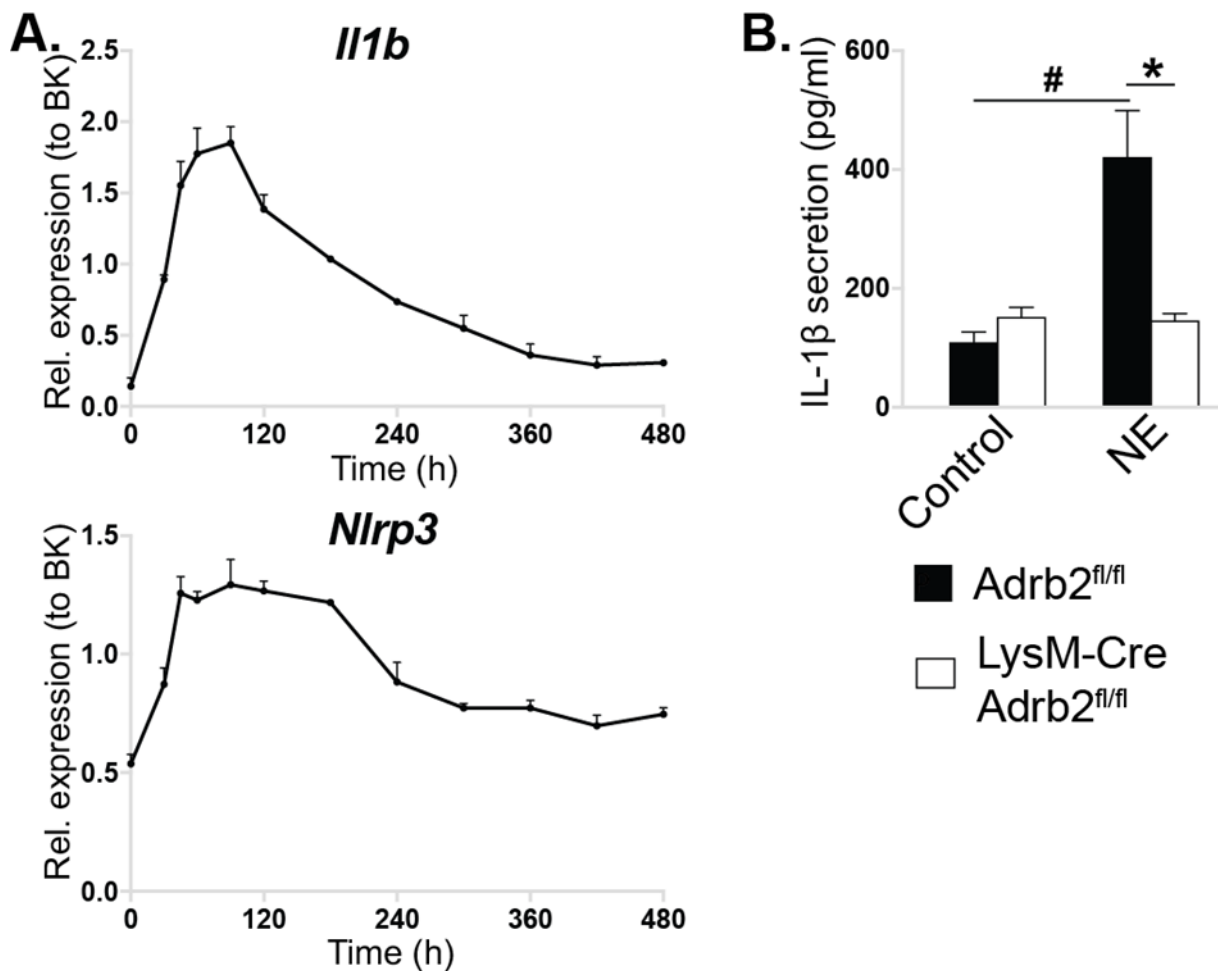 A.
Il1b
Rel. expression (to BK)
2.5
2.0
1.5
1.0
0.5
0.0
0 120 240 360 480
Time (h)
Nlrp3
Rel. expression (to BK)
1.5
1.0
0.5
0.0
0 120 240 360 480
Time (h)
B.
IL-1β secretion (pg/ml)
600
400
200
0
# *
Control NE
Adrb2fl/fl
LysM-Cre
Adrb2fl/fl